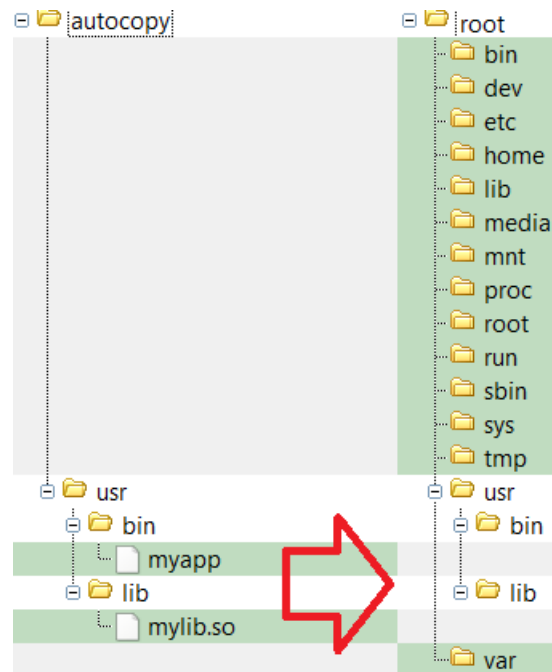 autocopy
root
bin
dev
etc
home
lib
media
mnt
proc
root
run
sbin
sys
tmp
usr
usr
bin
bin
myapp
lib
lib
mylib.so
var